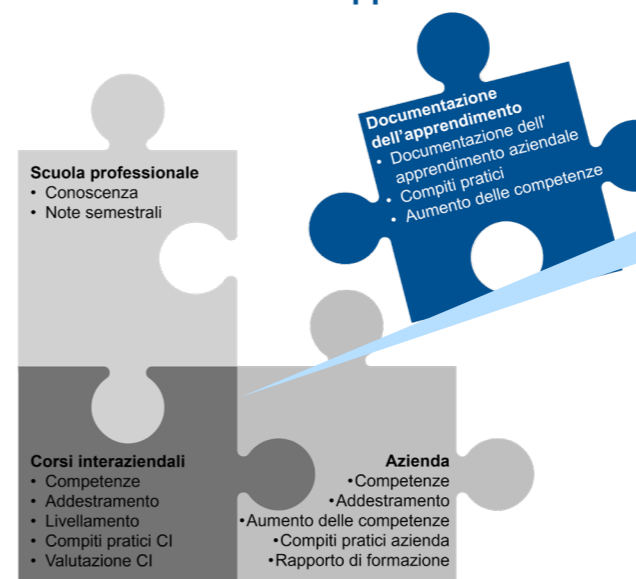 Documentazione
dell'apprendimento
• Documentazione dell'
apprendimento aziendale
• Compiti pratici
• Aumento delle competenze
Scuola professionale
• Conoscenza
• Note semestrali
Corsi interaziendali
• Competenze
• Addestramento
• Livellamento
• Compiti pratici CI
• Valutazione CI
Azienda
•Competenze
•Addestramento
•Aumento delle competenze
•Compiti pratici azienda
•Rapporto di formazione